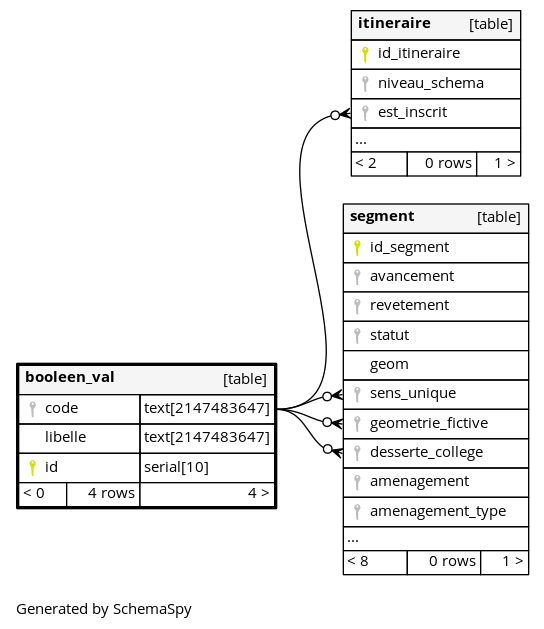 itineraire [table]
id_itineraire
niveau_schema
est_inscrit
...
< 2 0 rows 1 >
segment [table]
id_segment
avancement
revetement
statut
geom
sens_unique
geometrie_fictive
desserte_college
amenagement
amenagement_type
...
< 8 0 rows 1 >
booleen_val [table]
code text[2147483647]
libelle text[2147483647]
id serial[10]
< 0 4 rows 4 >
Generated by SchemaSpy